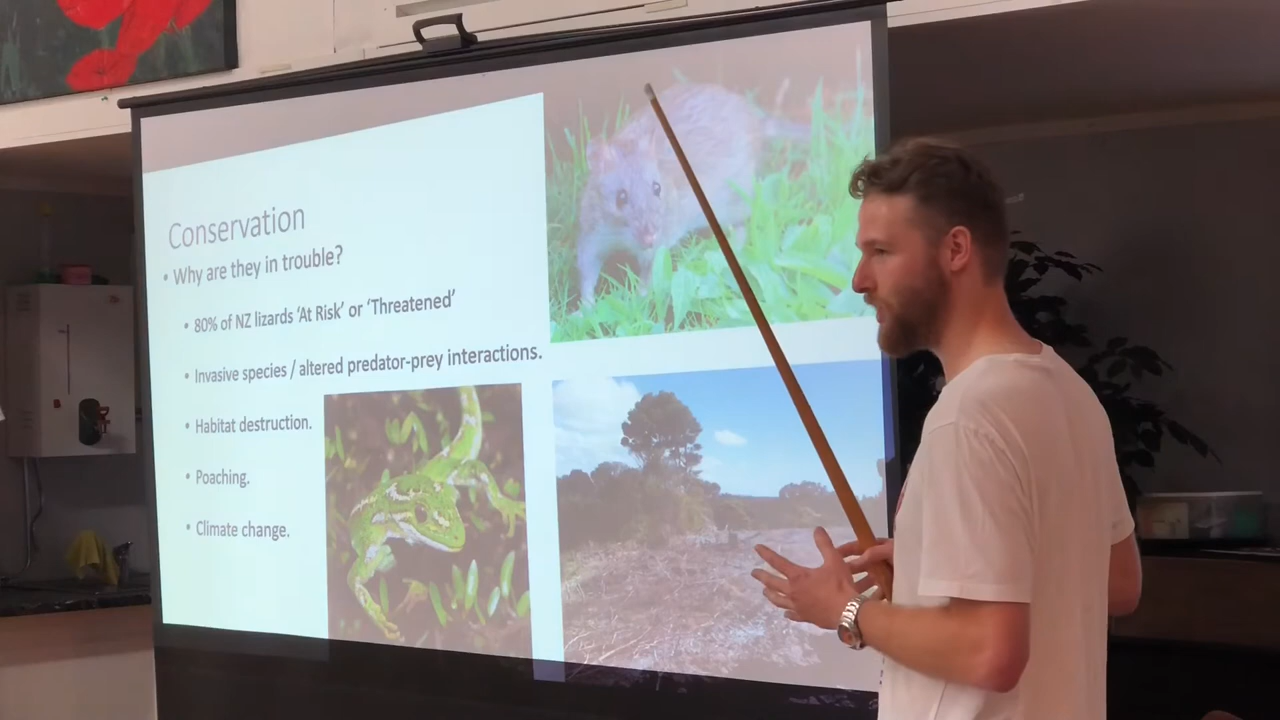 Conservation
• Why are they in trouble?
• 80% of NZ lizards 'At Risk' or 'Threatened'
• Invasive species / altered predator-prey interactions.
• Habitat destruction.
• Poaching.
• Climate change.